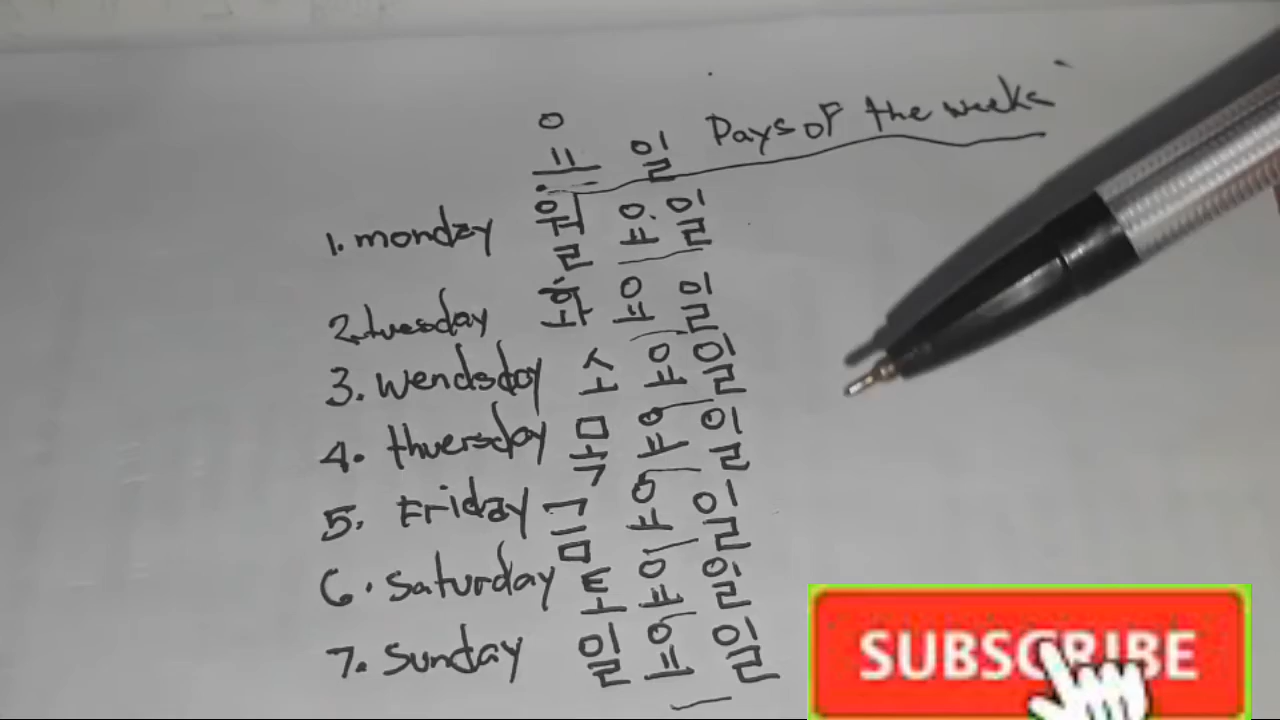 요일 Days of the weeks
1. monday 월요일
2. tuesday 화요일
3. wendsday 수요일
4. thuersday 목요일
5. Friday 금요일
6. saturday 토요일
7. sunday 일요일
SUBSCRIBE